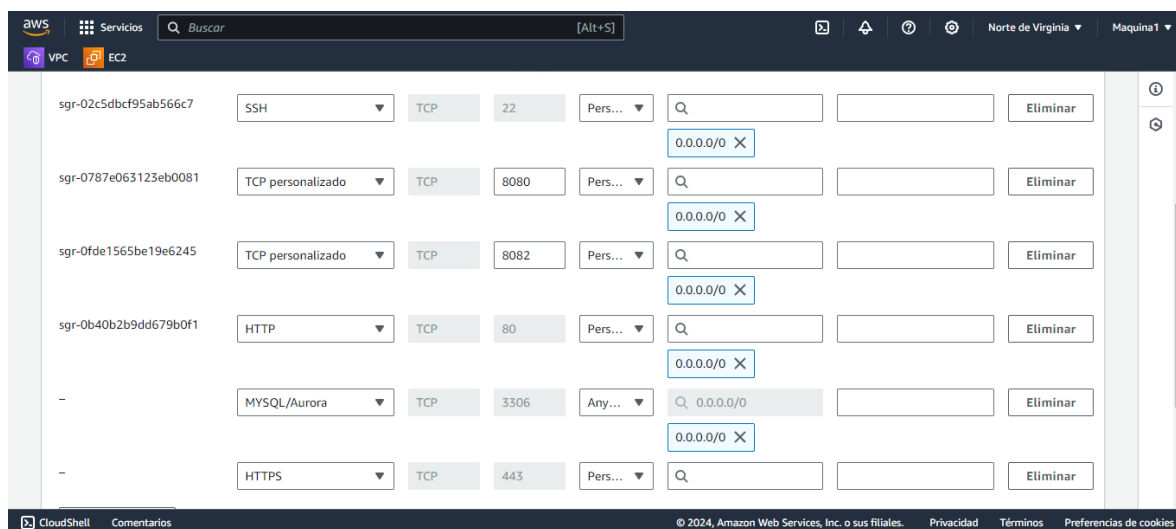 aws Servicios Buscar [Alt+S] Norte de Virginia Maquina1
VPC EC2
sgr-02c5dbcf95ab566c7 SSH TCP 22 Pers... Eliminar
0.0.0.0/0
sgr-0787e063123eb0081 TCP personalizado TCP 8080 Pers... Eliminar
0.0.0.0/0
sgr-0fde1565be19e6245 TCP personalizado TCP 8082 Pers... Eliminar
0.0.0.0/0
sgr-0b40b2b9dd679b0f1 HTTP TCP 80 Pers... Eliminar
0.0.0.0/0
– MYSQL/Aurora TCP 3306 Any... 0.0.0.0/0 Eliminar
0.0.0.0/0
– HTTPS TCP 443 Pers... Eliminar
CloudShell Comentarios © 2024, Amazon Web Services, Inc. o sus filiales. Privacidad Términos Preferencias de cookies